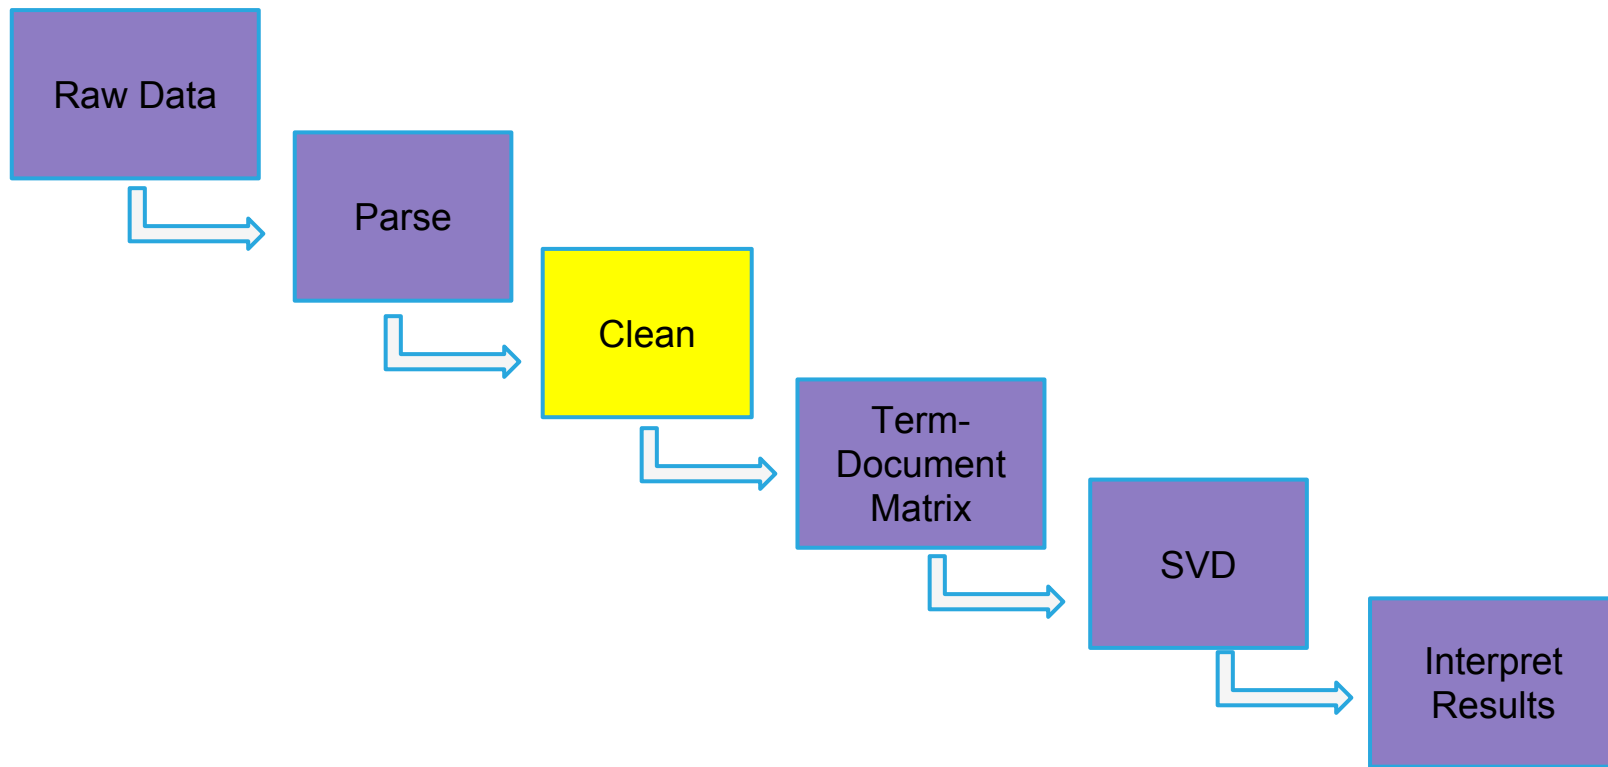 Raw Data
Parse
Clean
Term-
Document
Matrix
SVD
Interpret
Results